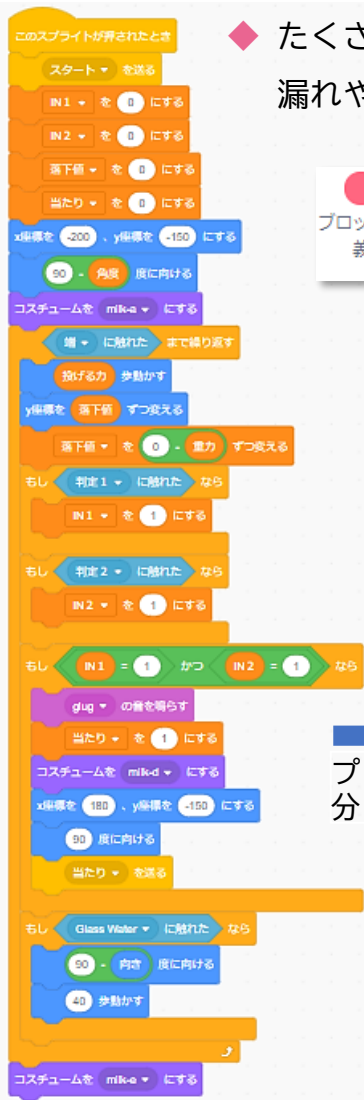 このスプライトが押されたとき
スタート を送る
IN1 を 0 にする
IN2 を 0 にする
落下値 を 0 にする
当たり を 0 にする
x座標を -200 、y座標を -150 にする
90 - 角度 度に向ける
コスチュームを milk-a にする
端 に触れた まで繰り返す
投げる力 歩動かす
y座標を 落下値 ずつ変える
落下値 を 0 - 重力 ずつ変える
もし 判定1 に触れた なら
IN1 を 1 にする
もし 判定2 に触れた なら
IN2 を 1 にする
もし IN1 = 1 かつ IN2 = 1 なら
glug の音を鳴らす
当たり を 1 にする
コスチュームを milk-d にする
x座標を 180 、y座標を -150 にする
90 度に向ける
当たり を送る
もし Glass Water に触れた なら
90 - 向き 度に向ける
40 歩動かす
コスチュームを milk-e にする
たくさ
漏れや
ブロッ
義
プ
分